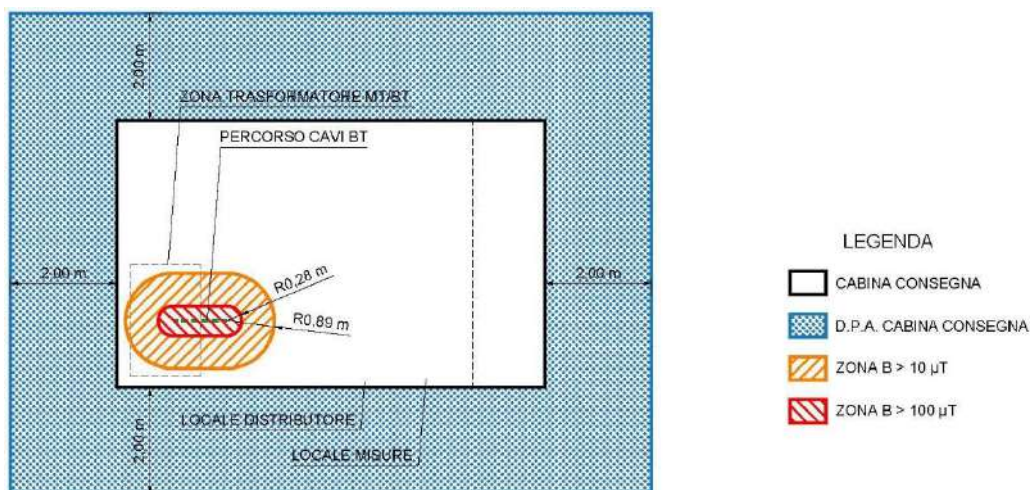 2,00 m
ZONA TRASFORMATORE MT/BT
PERCORSO CAVI BT
2,00 m
2,00 m
R0,28 m
R0,89 m
LOCALE DISTRIBUTORE
LOCALE MISURE
2,00 m
LEGENDA
CABINA CONSEGNA
D.P.A. CABINA CONSEGNA
ZONA B > 10 µT
ZONA B > 100 µT